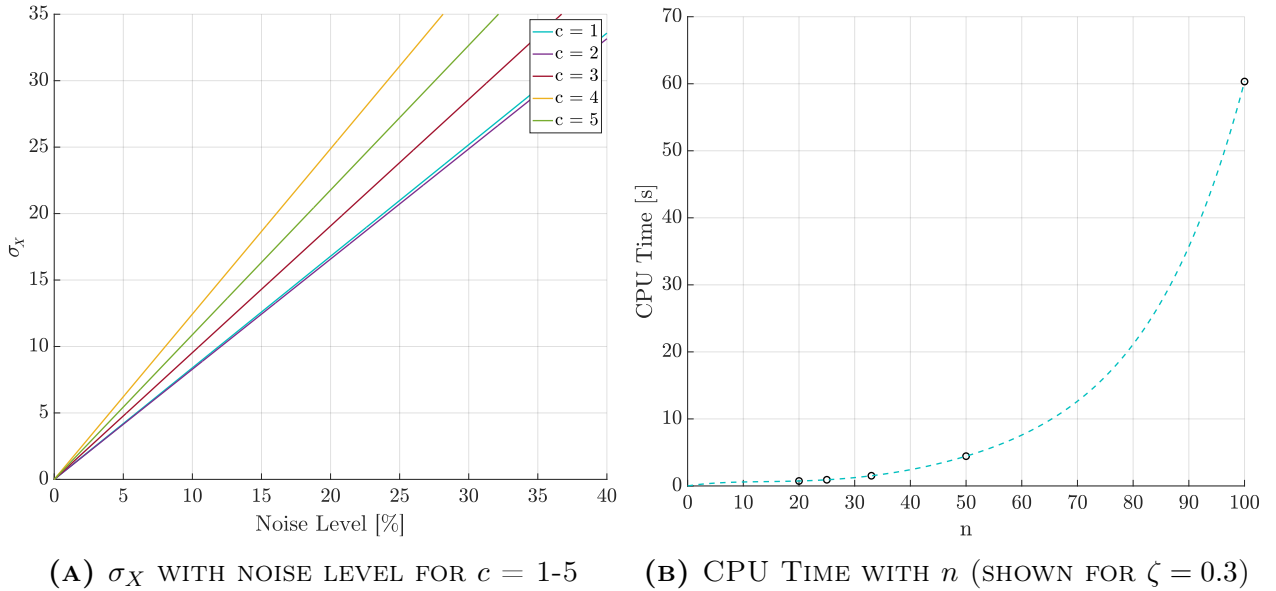 35
30
25
20
15
10
5
0
σ_X
0 5 10 15 20 25 30 35 40
Noise Level [%]
c = 1
c = 2
c = 3
c = 4
c = 5
(A) σ_X WITH NOISE LEVEL FOR c = 1-5
70
60
50
40
30
20
10
0
CPU Time [s]
0 10 20 30 40 50 60 70 80 90 100
n
(B) CPU TIME WITH n (SHOWN FOR ζ = 0.3)